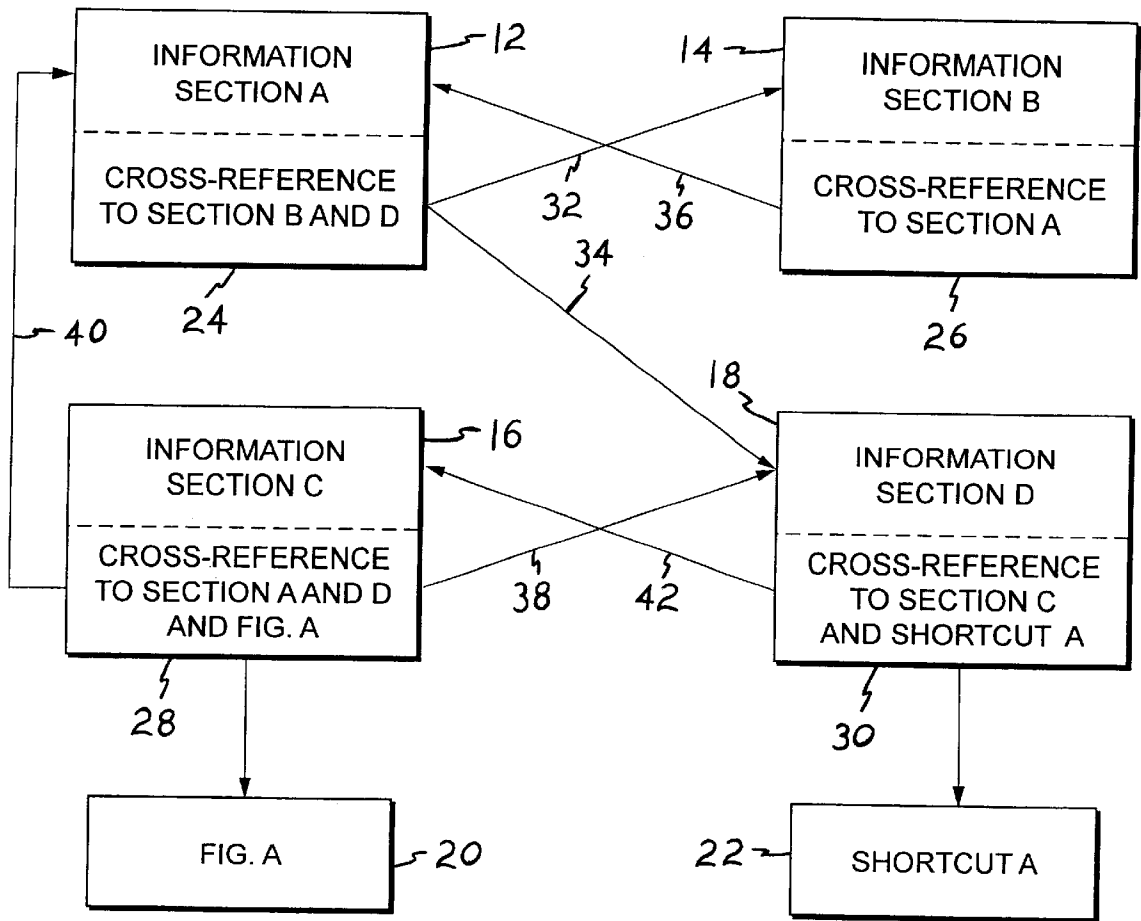 INFORMATION
SECTION A
CROSS-REFERENCE
TO SECTION B AND D
12
24
14
INFORMATION
SECTION B
CROSS-REFERENCE
TO SECTION A
26
32
36
34
40
INFORMATION
SECTION C
CROSS-REFERENCE
TO SECTION A AND D
AND FIG. A
16
28
18
INFORMATION
SECTION D
CROSS-REFERENCE
TO SECTION C
AND SHORTCUT A
30
38
42
FIG. A
20
22
SHORTCUT A